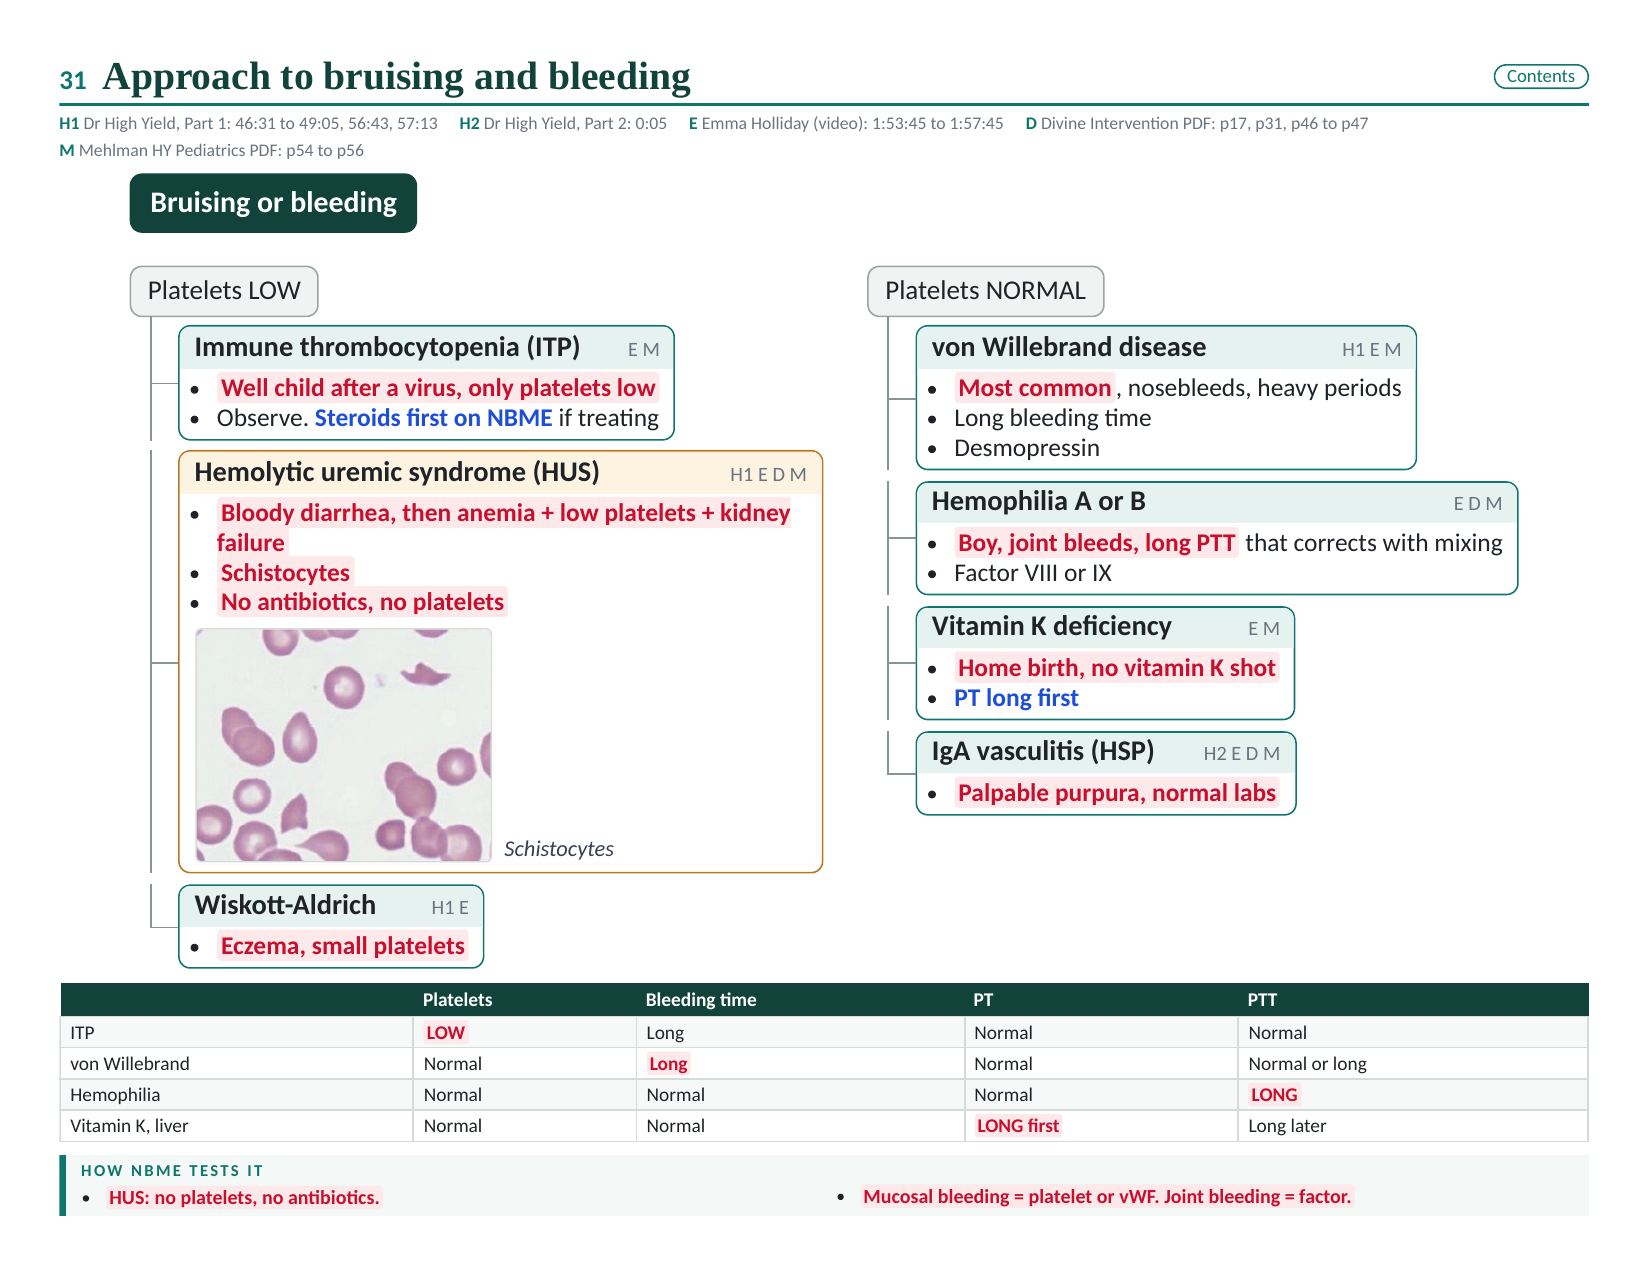 31 Approach to bruising and bleeding
Contents
H1 Dr High Yield, Part 1: 46:31 to 49:05, 56:43, 57:13 H2 Dr High Yield, Part 2: 0:05 E Emma Holliday (video): 1:53:45 to 1:57:45 D Divine Intervention PDF: p17, p31, p46 to p47
M Mehlman HY Pediatrics PDF: p54 to p56
Bruising or bleeding
Platelets LOW
Immune thrombocytopenia (ITP) E M
• Well child after a virus, only platelets low
• Observe. Steroids first on NBME if treating
Hemolytic uremic syndrome (HUS) H1 E D M
• Bloody diarrhea, then anemia + low platelets + kidney
failure
• Schistocytes
• No antibiotics, no platelets
Schistocytes
Wiskott-Aldrich H1 E
• Eczema, small platelets
Platelets NORMAL
von Willebrand disease H1 E M
• Most common, nosebleeds, heavy periods
• Long bleeding time
• Desmopressin
Hemophilia A or B E D M
• Boy, joint bleeds, long PTT that corrects with mixing
• Factor VIII or IX
Vitamin K deficiency E M
• Home birth, no vitamin K shot
• PT long first
IgA vasculitis (HSP) H2 E D M
• Palpable purpura, normal labs
Platelets Bleeding time PT PTT
ITP LOW Long Normal Normal
von Willebrand Normal Long Normal Normal or long
Hemophilia Normal Normal Normal LONG
Vitamin K, liver Normal Normal LONG first Long later
HOW NBME TESTS IT
• HUS: no platelets, no antibiotics.
• Mucosal bleeding = platelet or vWF. Joint bleeding = factor.